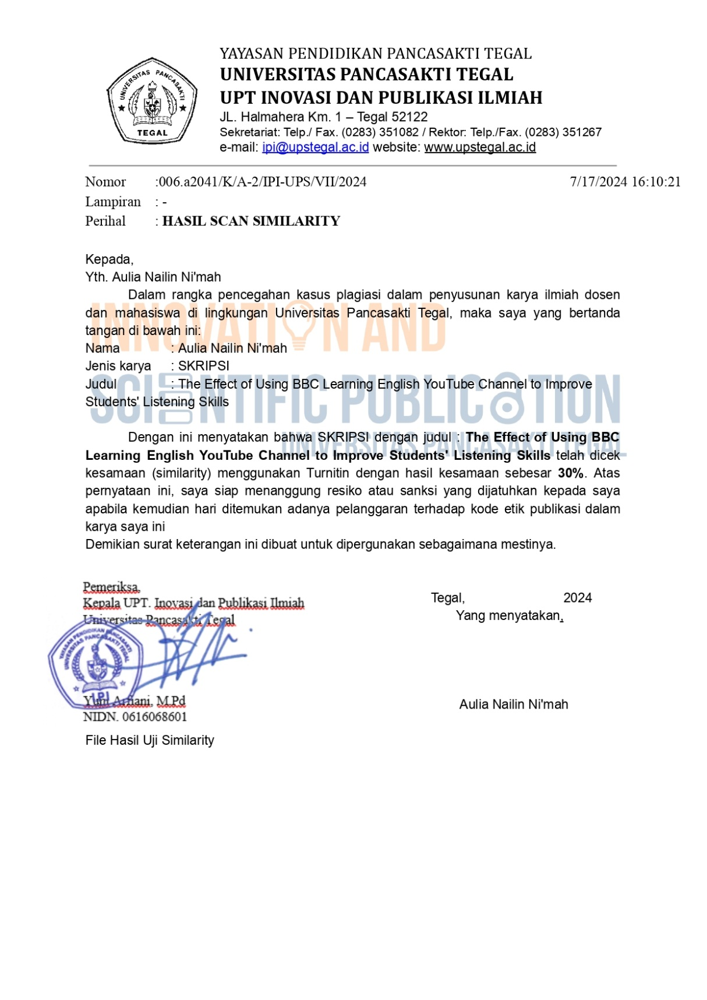 UNIVERSITAS PANCASAKTI
TEGAL
YAYASAN PENDIDIKAN PANCASAKTI TEGAL
UNIVERSITAS PANCASAKTI TEGAL
UPT INOVASI DAN PUBLIKASI ILMIAH
JL. Halmahera Km. 1 – Tegal 52122
Sekretariat: Telp./ Fax. (0283) 351082 / Rektor: Telp./Fax. (0283) 351267
e-mail: ipi@upstegal.ac.id website: www.upstegal.ac.id
Nomor :006.a2041/K/A-2/IPI-UPS/VII/2024 7/17/2024 16:10:21
Lampiran : -
Perihal : HASIL SCAN SIMILARITY
Kepada,
Yth. Aulia Nailin Ni'mah
Dalam rangka pencegahan kasus plagiasi dalam penyusunan karya ilmiah dosen
dan mahasiswa di lingkungan Universitas Pancasakti Tegal, maka saya yang bertanda
tangan di bawah ini:
INNOVATION AND
Nama : Aulia Nailin Ni'mah
Jenis karya : SKRIPSI
Judul : The Effect of Using BBC Learning English YouTube Channel to Improve
Students' Listening Skills
SCIENTIFIC PUBLICATION
UNIVERSITAS PANCASAKTI TEGAL
Dengan ini menyatakan bahwa SKRIPSI dengan judul : The Effect of Using BBC
Learning English YouTube Channel to Improve Students' Listening Skills telah dicek
kesamaan (similarity) menggunakan Turnitin dengan hasil kesamaan sebesar 30%. Atas
pernyataan ini, saya siap menanggung resiko atau sanksi yang dijatuhkan kepada saya
apabila kemudian hari ditemukan adanya pelanggaran terhadap kode etik publikasi dalam
karya saya ini
Demikian surat keterangan ini dibuat untuk dipergunakan sebagaimana mestinya.
Pemeriksa,
Kepala UPT. Inovasi dan Publikasi Ilmiah
Universitas Pancasakti Tegal
Tegal, 2024
Yang menyatakan,
YAYASAN PENDIDIKAN PANCASAKTI
UNIVERSITAS PANCASAKTI TEGAL
IPI
M.Pd
NIDN. 0616068601
Aulia Nailin Ni'mah
File Hasil Uji Similarity